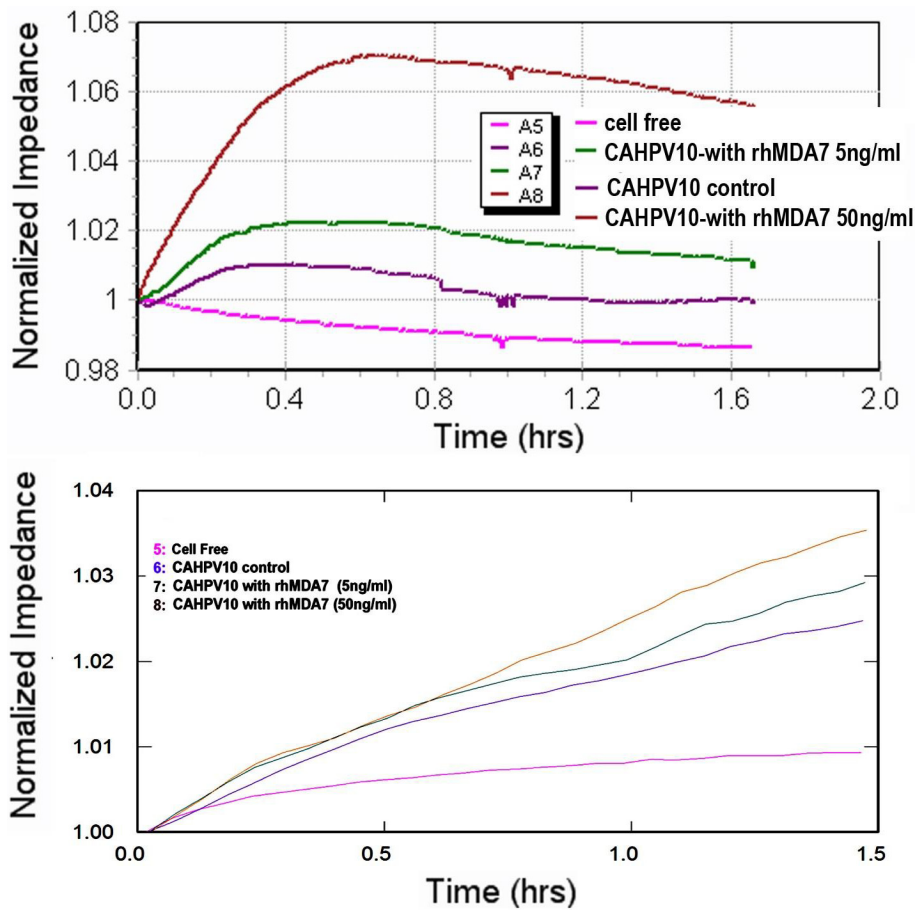 Normalized Impedance
1.08
1.06
1.04
1.02
1
0.98
A5
A6
A7
A8
cell free
CAHPV10-with rhMDA7 5ng/ml
CAHPV10 control
CAHPV10-with rhMDA7 50ng/ml
0.0 0.4 0.8 1.2 1.6 2.0
Time (hrs)
Normalized Impedance
1.04
1.03
1.02
1.01
1.00
5: Cell Free
6: CAHPV10 control
7: CAHPV10 with rhMDA7 (5ng/ml)
8: CAHPV10 with rhMDA7 (50ng/ml)
0.0 0.5 1.0 1.5
Time (hrs)